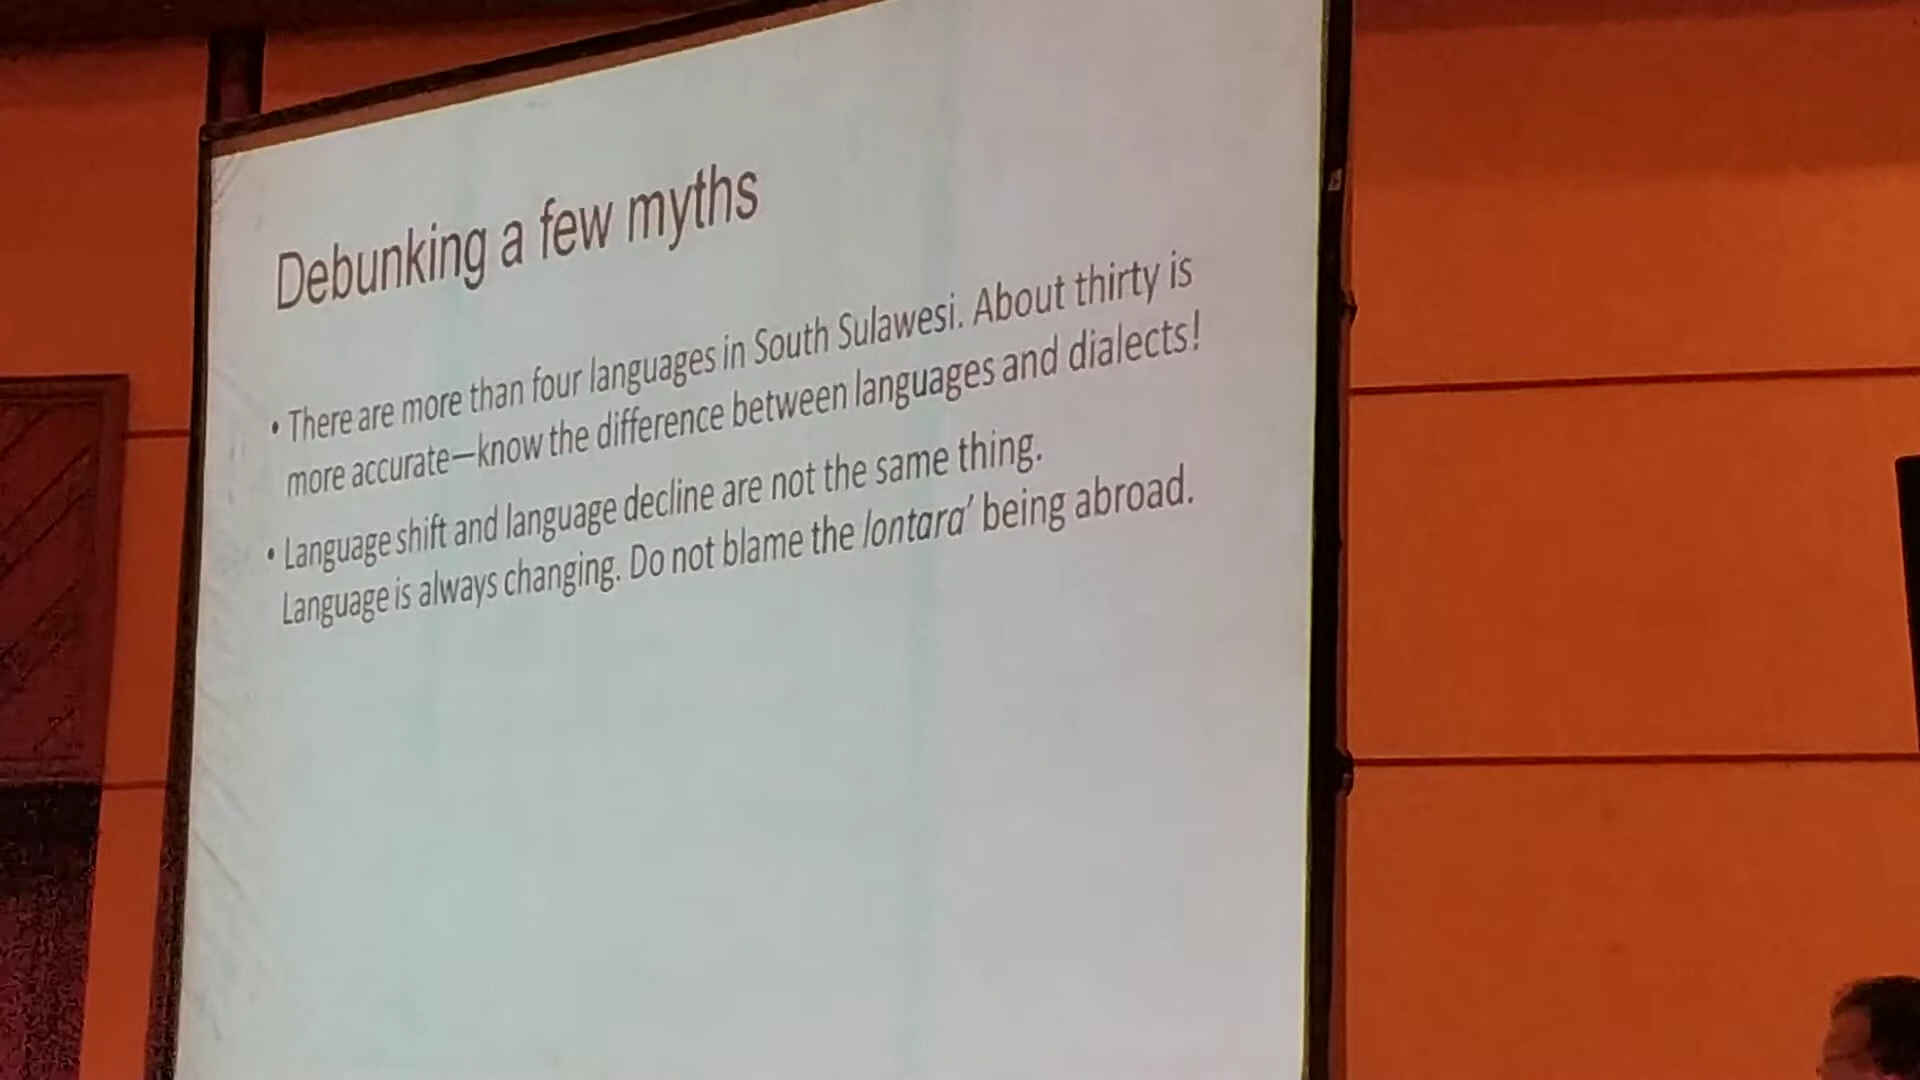 Debunking a few myths
• There are more than four languages in South Sulawesi. About thirty is
more accurate—know the difference between languages and dialects!
• Language shift and language decline are not the same thing.
Language is always changing. Do not blame the lontara’ being abroad.